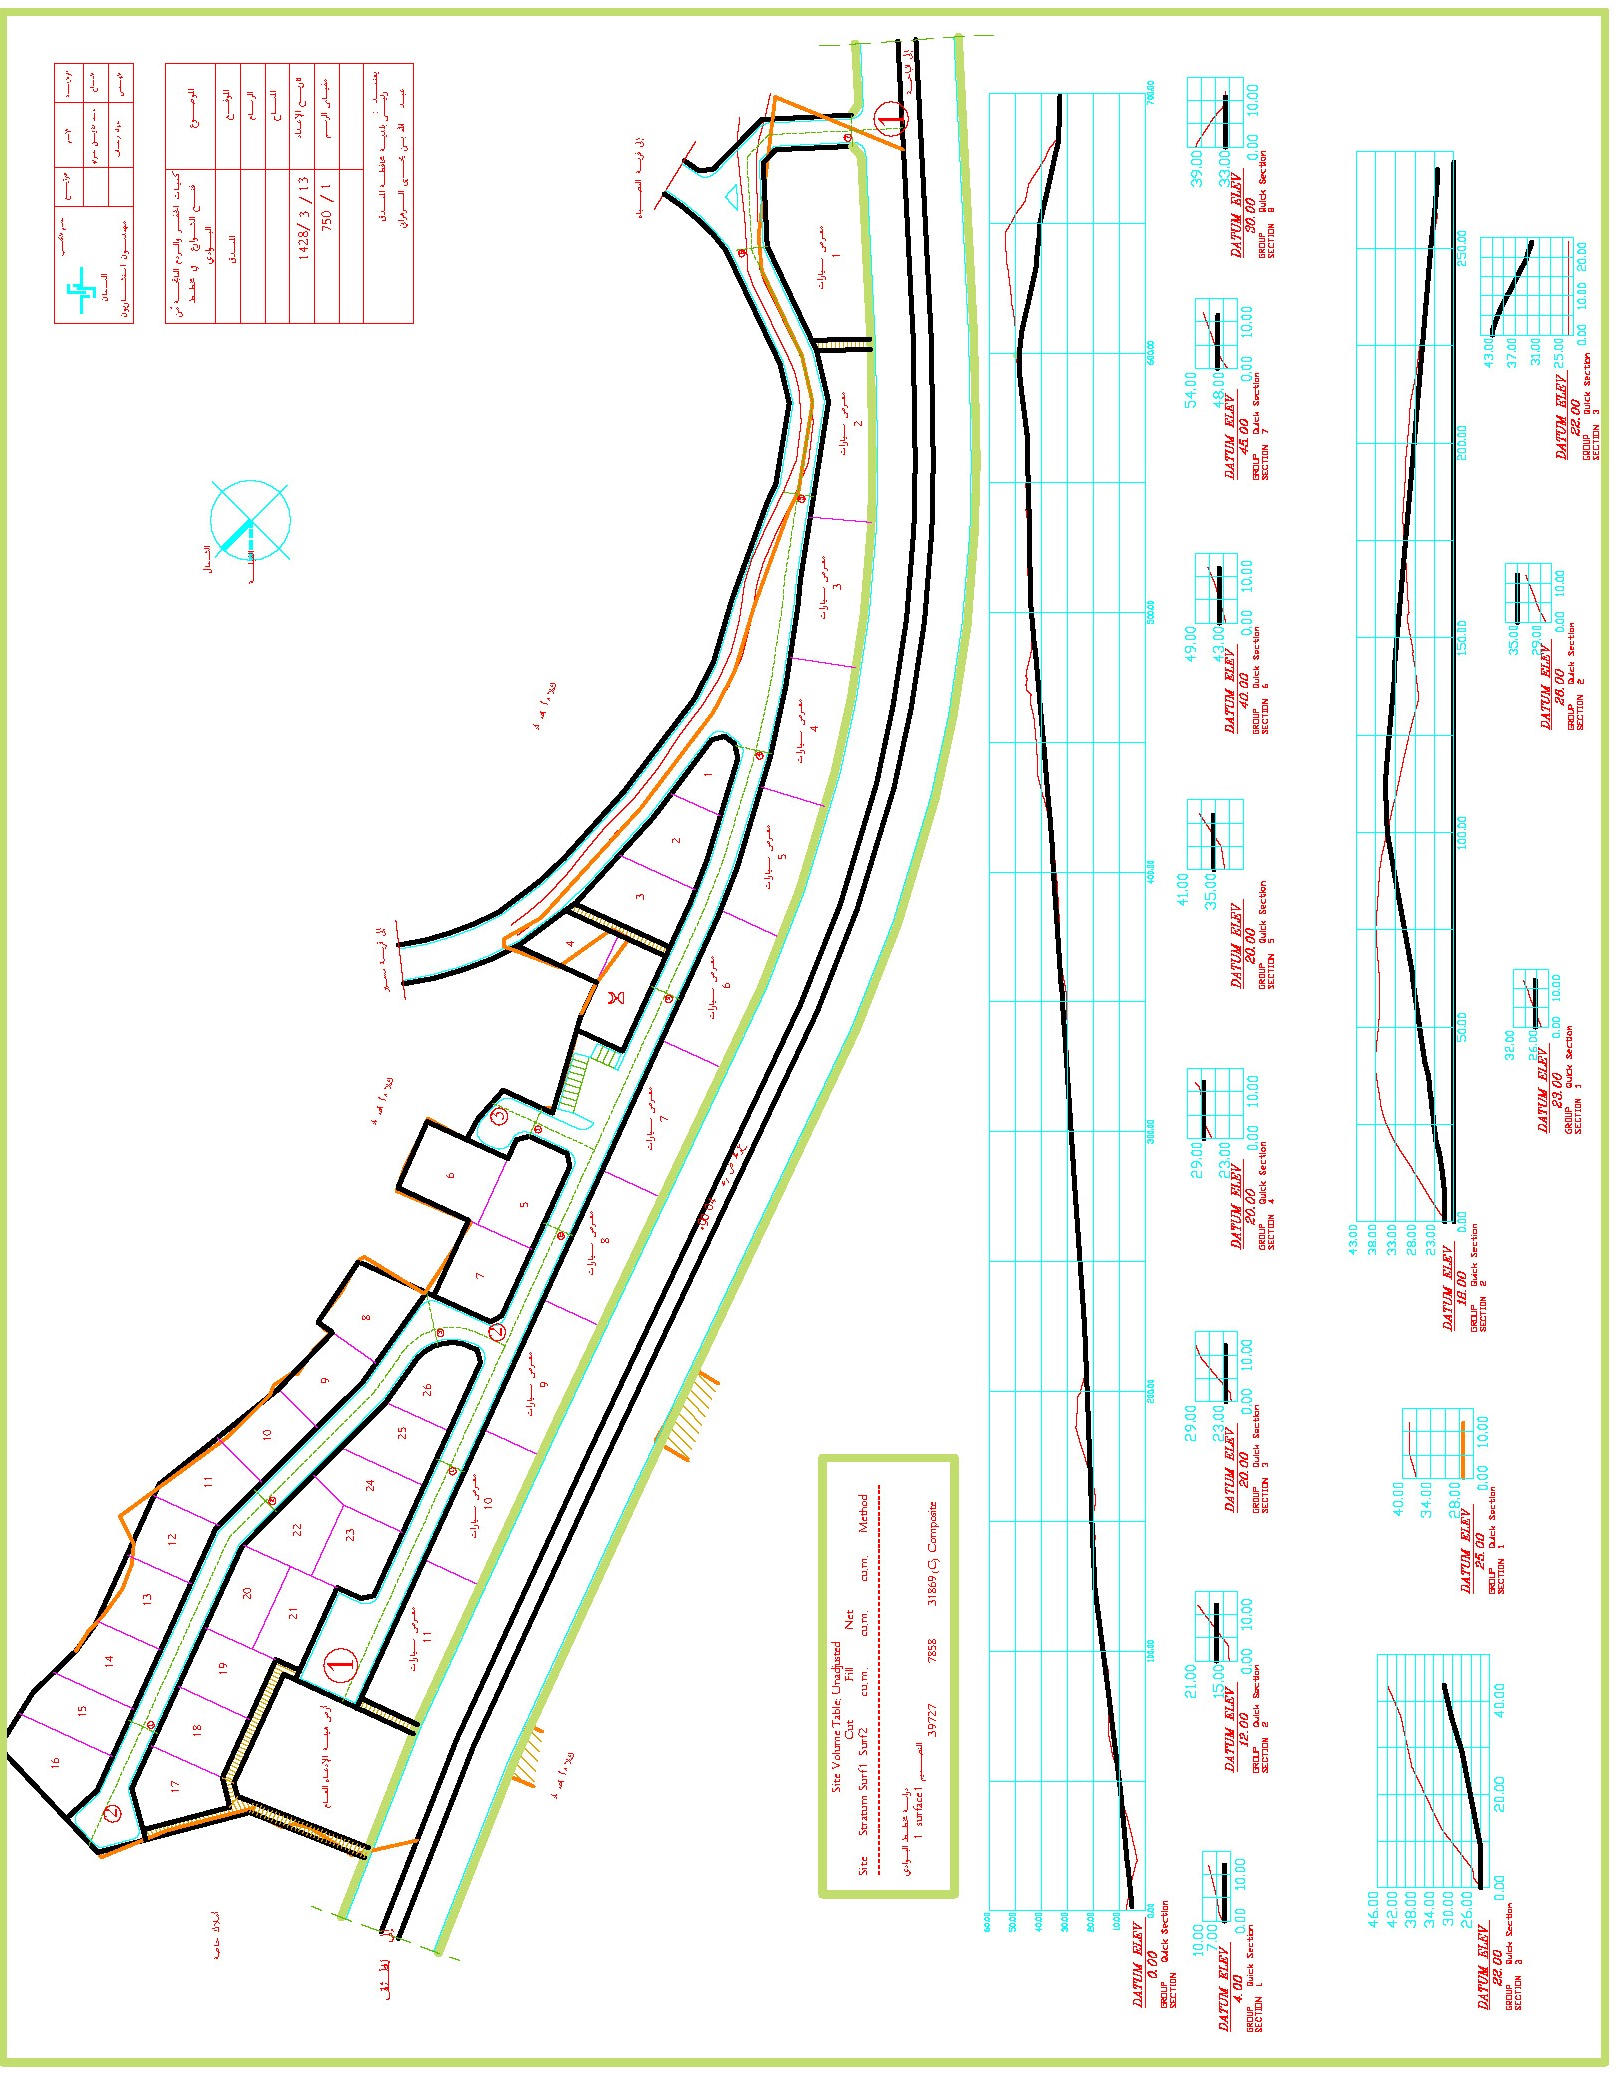 16
15
14
13
12
11
10
9
8
7
6
5
4
3
2
1
17
18
19
20
21
22
23
24
25
26
2
1
2
3
1
أملاك خاصة
أرض هيئة الإدعاء العام
إلى الطائف
معرض سيارات
11
معرض سيارات
10
معرض سيارات
9
معرض سيارات
8
معرض سيارات
7
معرض سيارات
6
معرض سيارات
5
معرض سيارات
4
معرض سيارات
3
معرض سيارات
2
معرض سيارات
1
إلى الباحة
الشمال
القبلة
مهندسون استشاريون
الموضوع
كميات الحفر والردم الناتجة من
فتح الشوارع في مخطط
البوادي
الموقع
المندق
الرسام
المساح
تاريخ الإعداد
1428/ 3 / 13
مقياس الرسم
750 / 1
يعتمد :
رئيس بلدية محافظة المندق
عبد الله بن يحيى الزهراني
Site Volume Table: Unadjusted
Cut Fill Net
Site Stratum Surf1 Surf2 cu.m. cu.m. cu.m. Method
دراسة مخطط البوادي
1 surface1 التصميم
39727 7858 31869 (C) Composite
60.00
50.00
40.00
30.00
20.00
10.00
DATUM ELEV
0.00
GROUP Quick Section
SECTION
0.00 100.00 200.00 300.00 400.00 500.00 600.00 700.00
10.00
7.00
DATUM ELEV
4.00
0.00 10.00
GROUP Quick Section
SECTION 1
21.00
15.00
DATUM ELEV
12.00
0.00 10.00
GROUP Quick Section
SECTION 2
29.00
23.00
DATUM ELEV
20.00
0.00 10.00
GROUP Quick Section
SECTION 3
29.00
23.00
DATUM ELEV
20.00
0.00 10.00
GROUP Quick Section
SECTION 4
41.00
35.00
DATUM ELEV
20.00
GROUP Quick Section
SECTION 5
49.00
43.00
DATUM ELEV
40.00
0.00 10.00
GROUP Quick Section
SECTION 6
54.00
48.00
DATUM ELEV
45.00
0.00 10.00
GROUP Quick Section
SECTION 7
39.00
33.00
DATUM ELEV
30.00
0.00 10.00
GROUP Quick Section
SECTION 8
46.00
42.00
38.00
34.00
30.00
26.00
DATUM ELEV
22.00
0.00 20.00 40.00
GROUP Quick Section
SECTION 3
40.00
34.00
28.00
DATUM ELEV
25.00
0.00 10.00
GROUP Quick Section
SECTION 1
43.00
38.00
33.00
28.00
23.00
DATUM ELEV
18.00
0.00 50.00 100.00 150.00 200.00 250.00
GROUP Quick Section
SECTION 2
32.00
26.00
DATUM ELEV
23.00
0.00 10.00
GROUP Quick Section
SECTION 1
35.00
29.00
DATUM ELEV
26.00
0.00 10.00
GROUP Quick Section
SECTION 2
43.00
37.00
31.00
25.00
DATUM ELEV
22.00
0.00 10.00 20.00
GROUP Quick Section
SECTION 3